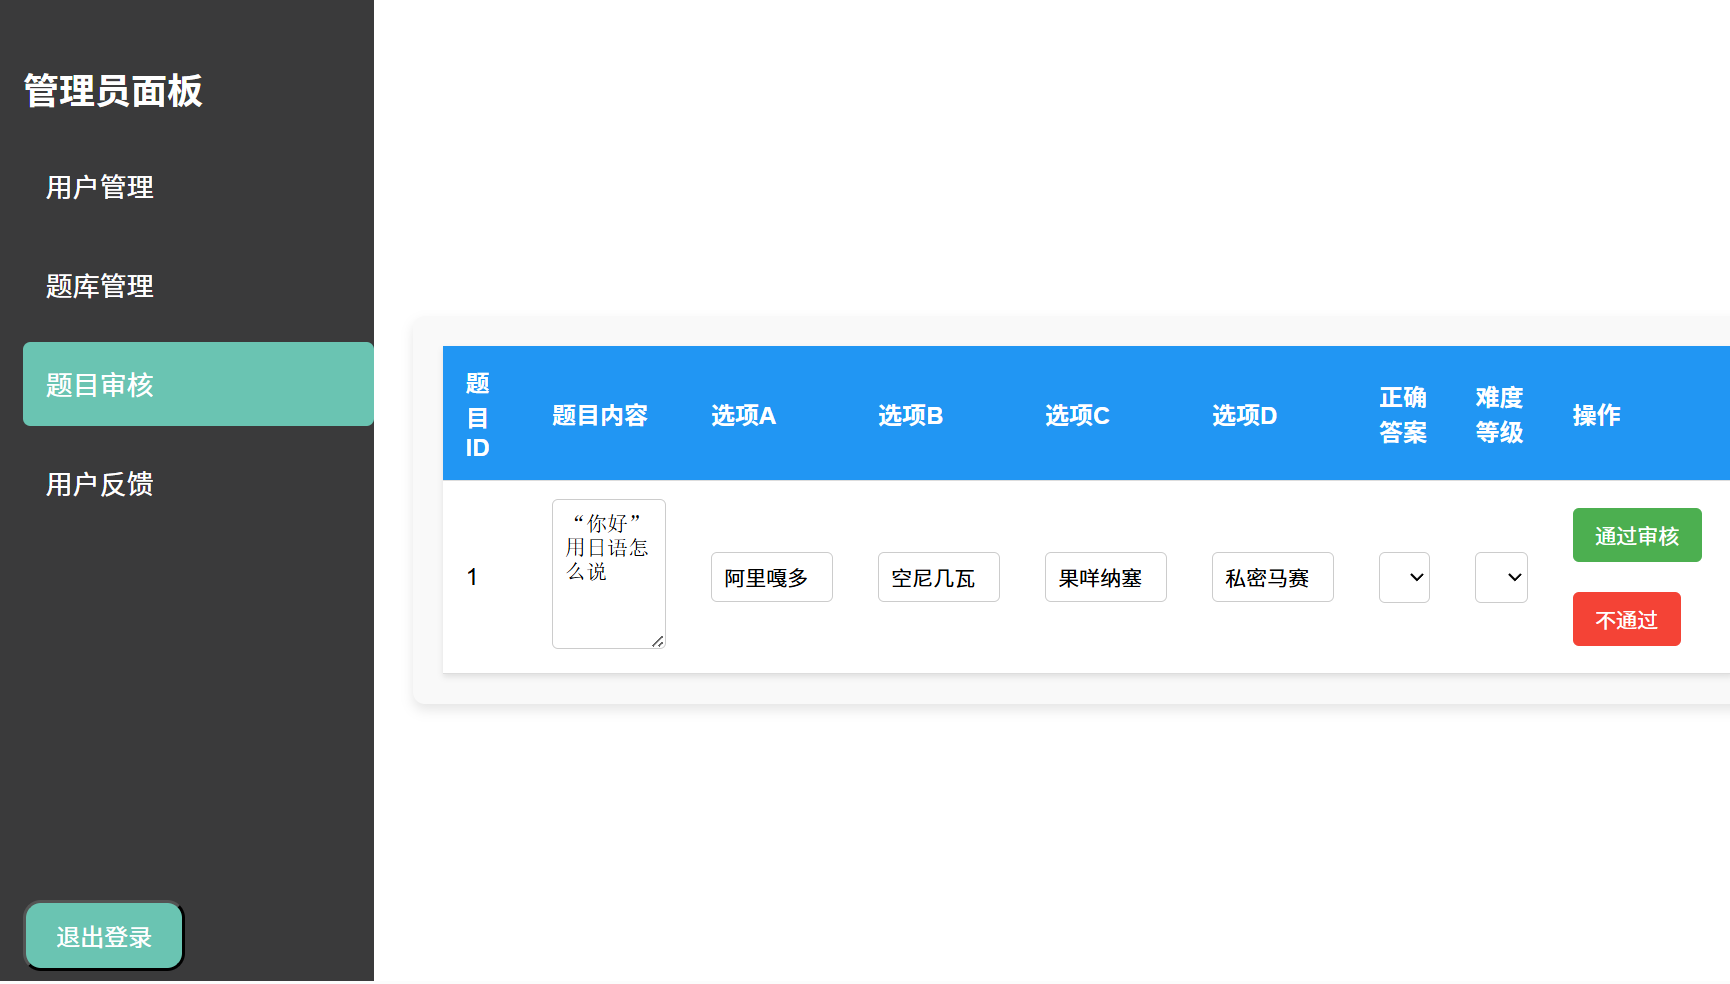 管理员面板
用户管理
题库管理
题目审核
用户反馈
退出登录
题
目
ID
题目内容
选项A
选项B
选项C
选项D
正确
答案
难度
等级
操作
1
“你好”
用日语怎
么说
阿里嘎多
空尼几瓦
果咩纳塞
私密马赛
通过审核
不通过